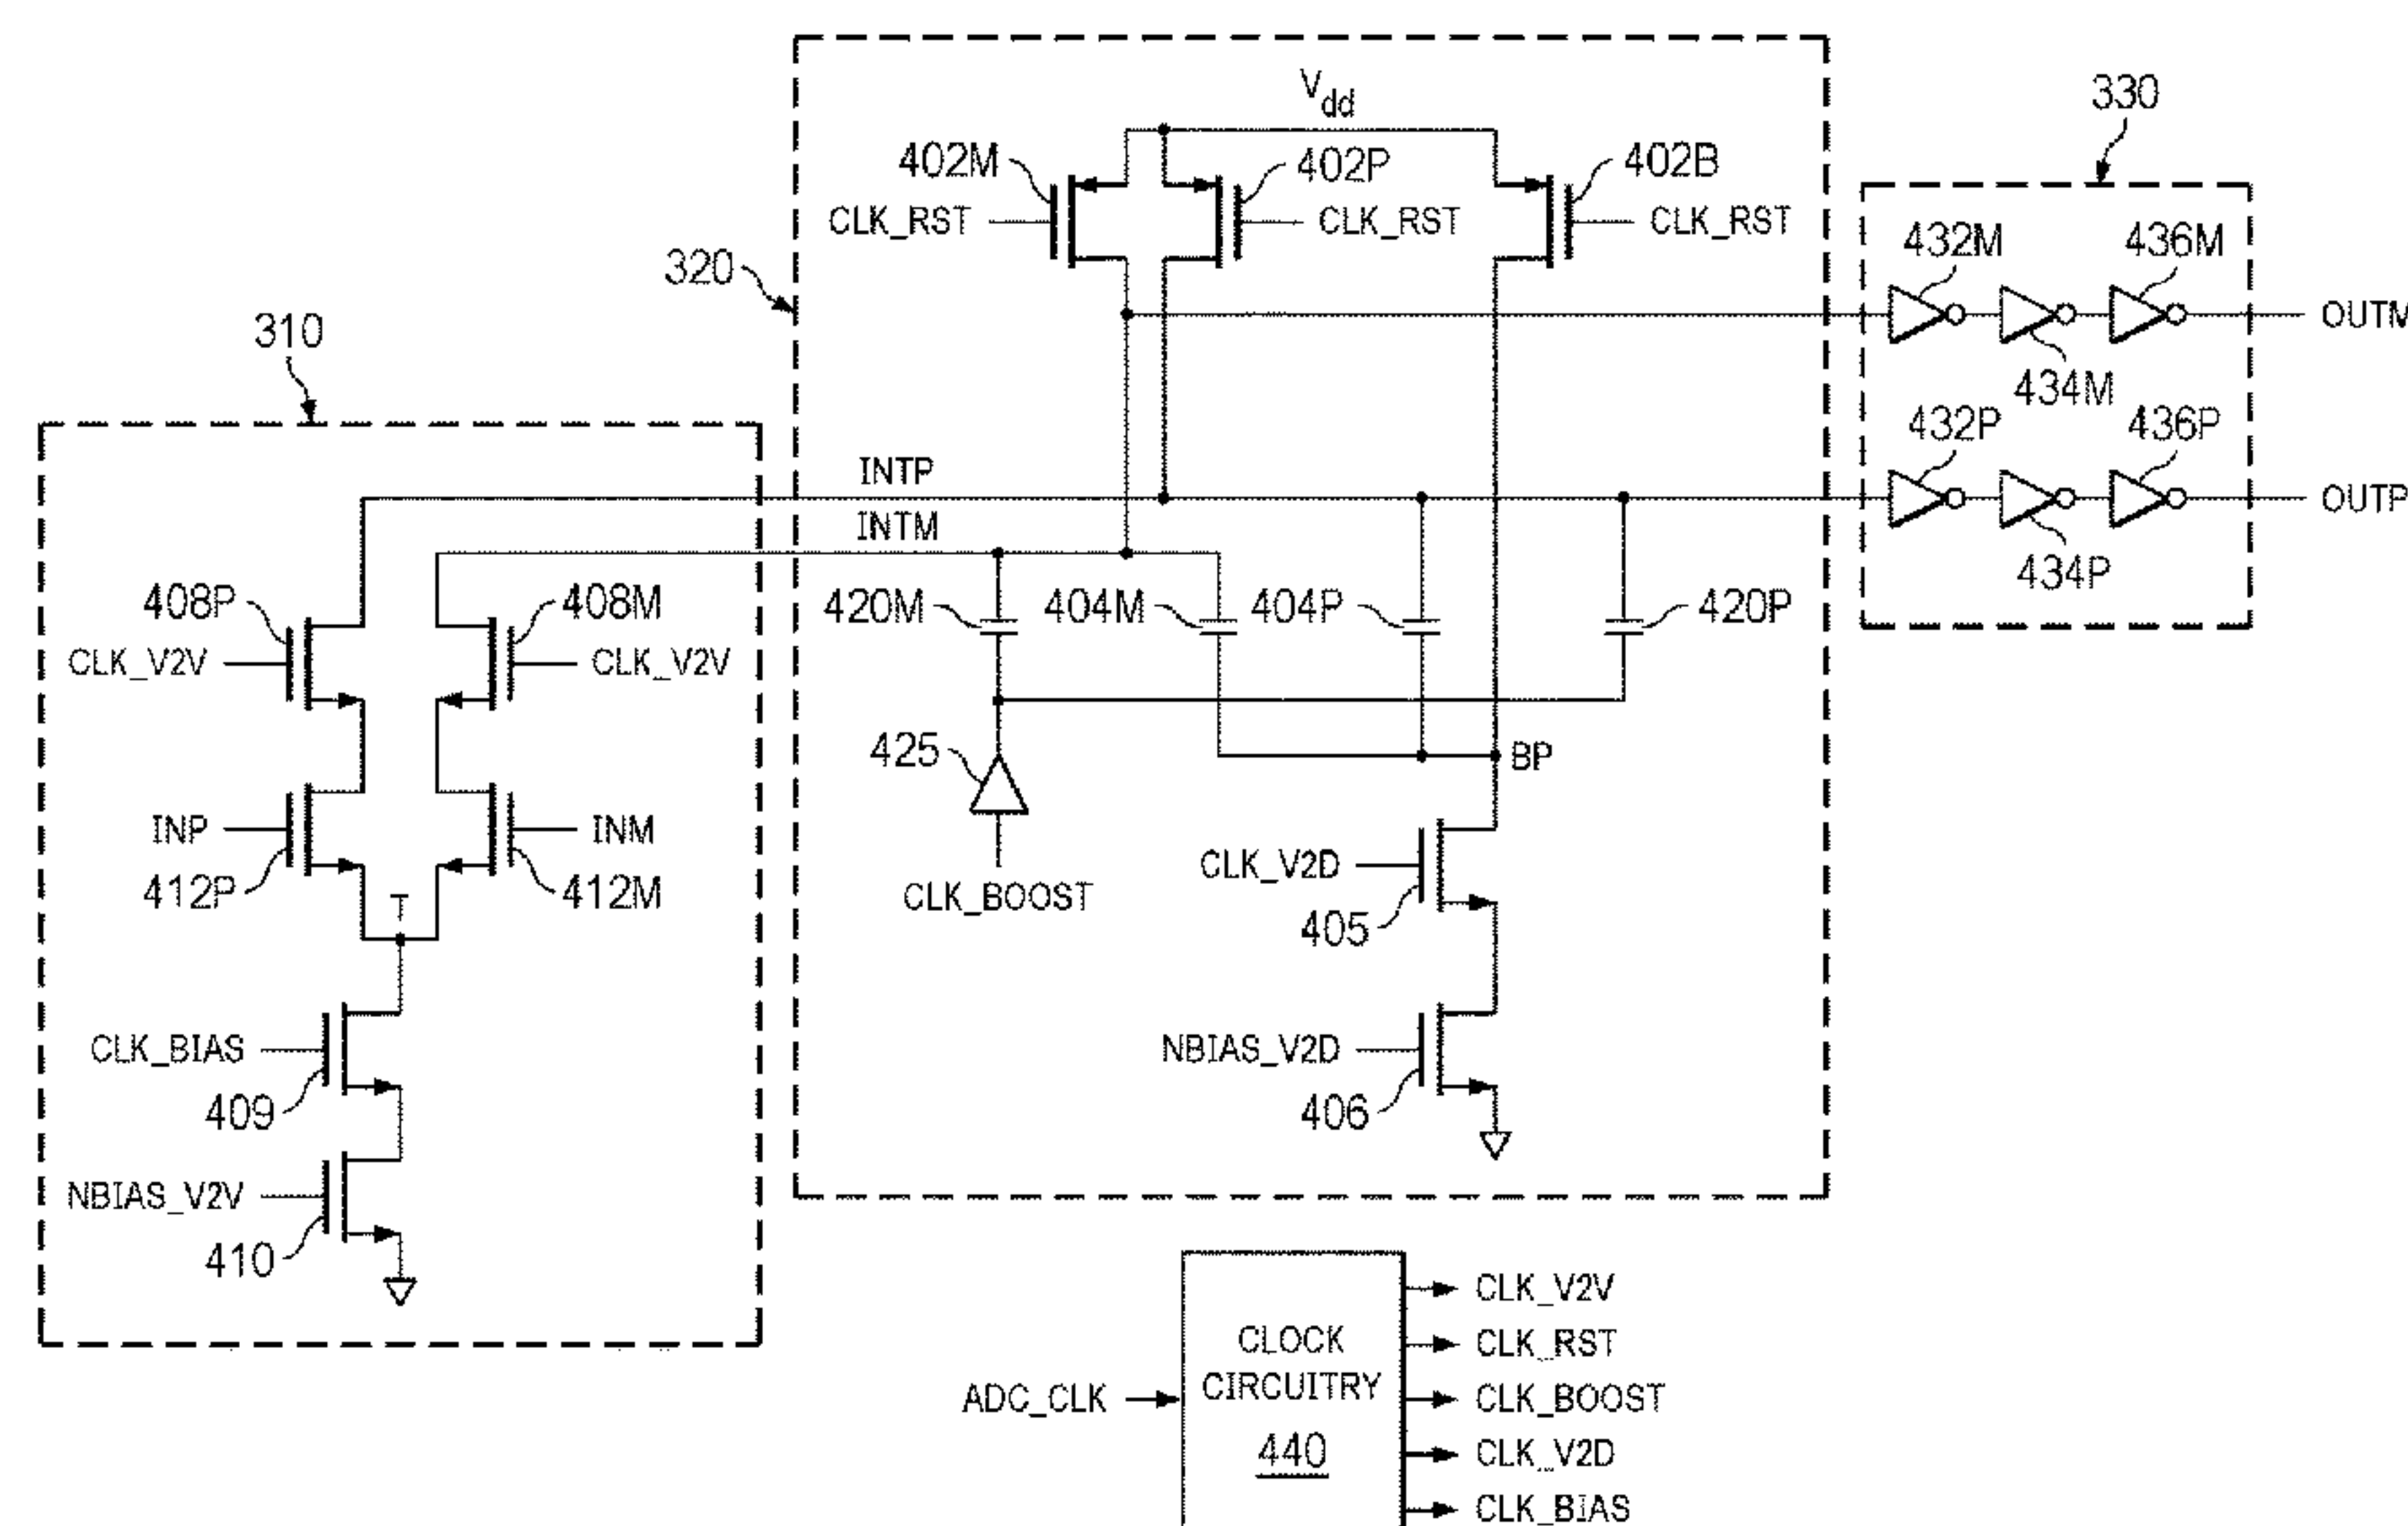 Vdd
330
402M
402P
402B
432M
436M
CLK_RST
CLK_RST
CLK_RST
320
310
OUTM
434M
432P
436P
INTP
OUTP
INTM
434P
408P
408M
420M
404M
404P
420P
CLK_V2V
CLK_V2V
425
BP
INP
INM
412P
T
412M
CLK_BOOST
CLK_V2D
405
CLK_BIAS
NBIAS_V2D
409
406
NBIAS_V2V
410
CLK_V2V
CLOCK
CLK_RST
CIRCUITRY
ADC_CLK
CLK_BOOST
440
CLK_V2D
CLK_BIAS